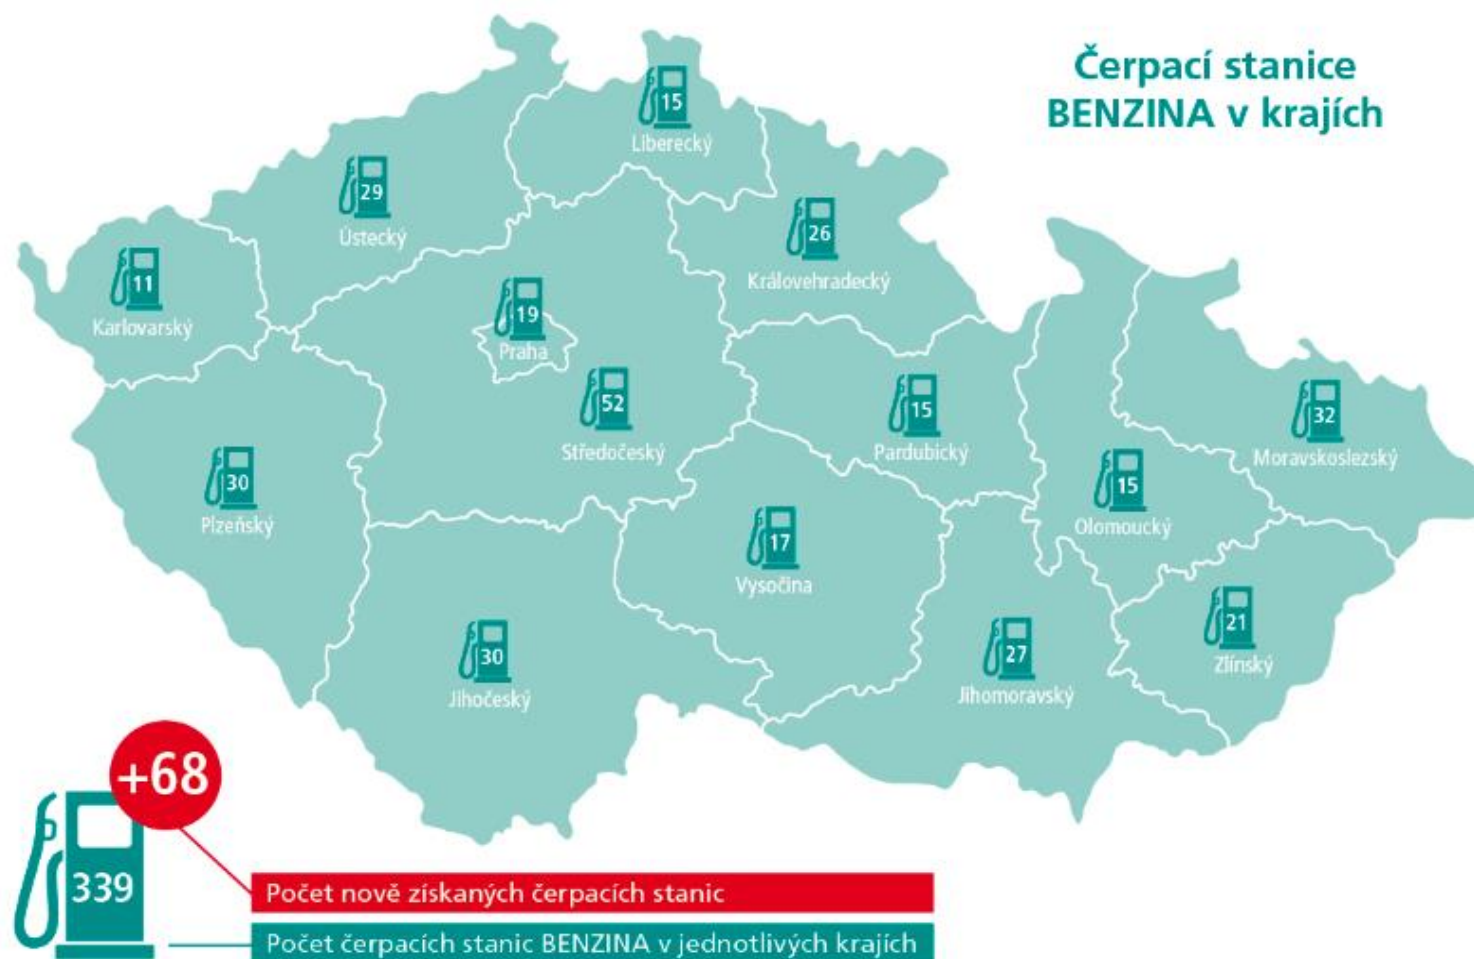 Čerpací stanice
BENZINA v krajích
15
Liberecký
29
Ústecký
26
Královehradecký
11
Karlovarský
19
Praha
52
Středočeský
15
Pardubický
32
Moravskoslezský
30
Plzeňský
15
Olomoucký
17
Vysočina
21
Zlínský
30
Jihočeský
27
Jihomoravský
+68
339
Počet nově získaných čerpacích stanic
Počet čerpacích stanic BENZINA v jednotlivých krajích